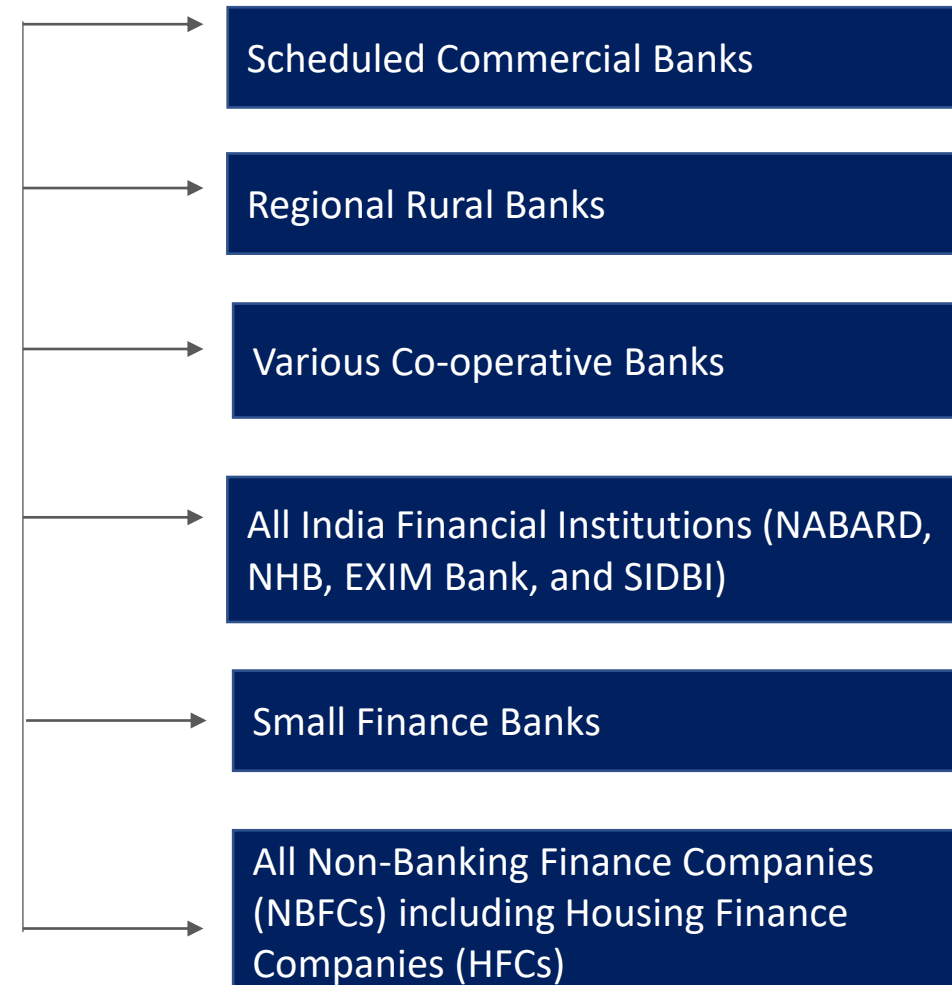 Scheduled Commercial Banks
Regional Rural Banks
Various Co-operative Banks
All India Financial Institutions (NABARD,
NHB, EXIM Bank, and SIDBI)
Small Finance Banks
All Non-Banking Finance Companies
(NBFCs) including Housing Finance
Companies (HFCs)